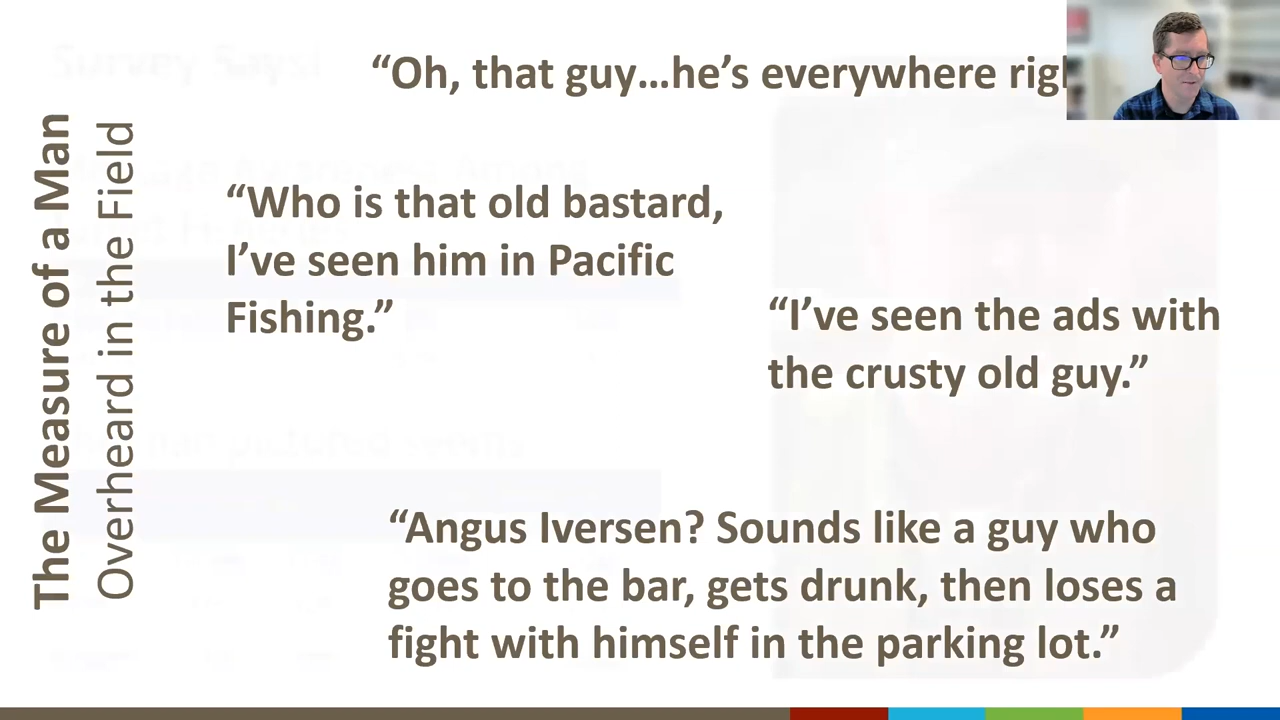 “Oh, that guy…he’s everywhere
The Measure of a Man
Overheard in the Field
“Who is that old bastard,
I’ve seen him in Pacific
Fishing.”
“I’ve seen the ads with
the crusty old guy.”
“Angus Iversen? Sounds like a guy who
goes to the bar, gets drunk, then loses a
fight with himself in the parking lot.”
Survey Says!